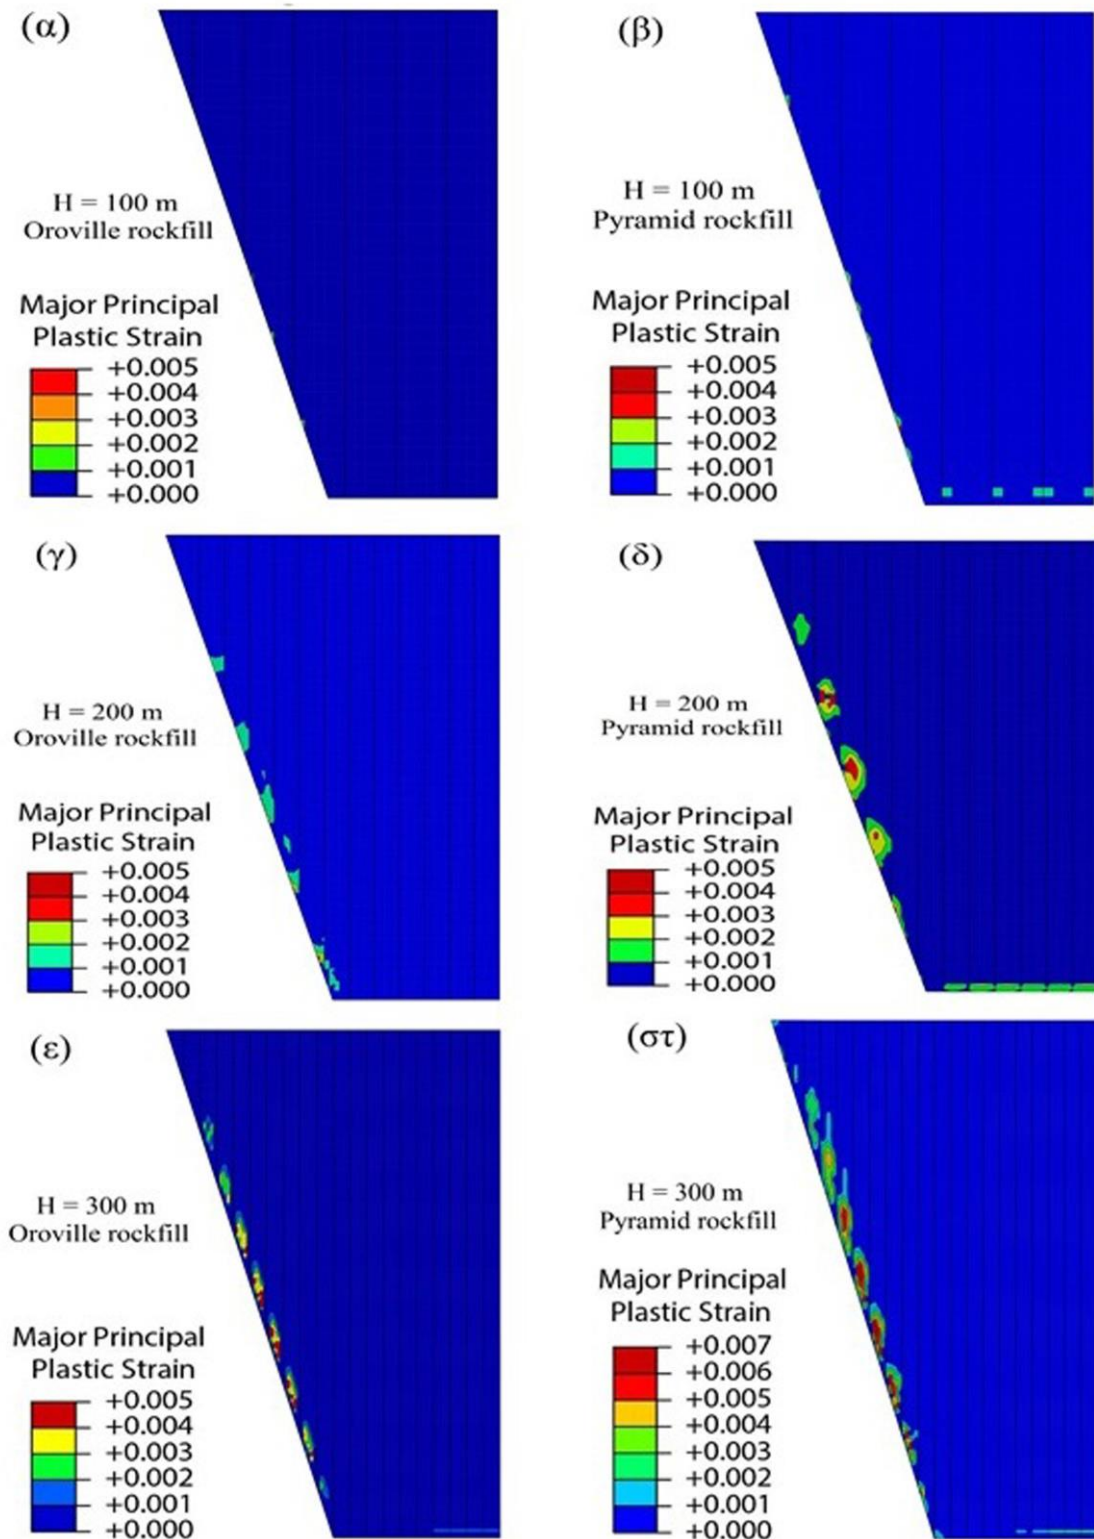 (α)
H = 100 m
Oroville rockfill
Major Principal
Plastic Strain
+0.005
+0.004
+0.003
+0.002
+0.001
+0.000
(β)
H = 100 m
Pyramid rockfill
Major Principal
Plastic Strain
+0.005
+0.004
+0.003
+0.002
+0.001
+0.000
(γ)
H = 200 m
Oroville rockfill
Major Principal
Plastic Strain
+0.005
+0.004
+0.003
+0.002
+0.001
+0.000
(δ)
H = 200 m
Pyramid rockfill
Major Principal
Plastic Strain
+0.005
+0.004
+0.003
+0.002
+0.001
+0.000
(ε)
H = 300 m
Oroville rockfill
Major Principal
Plastic Strain
+0.005
+0.004
+0.003
+0.002
+0.001
+0.000
(στ)
H = 300 m
Pyramid rockfill
Major Principal
Plastic Strain
+0.007
+0.006
+0.005
+0.004
+0.003
+0.002
+0.001
+0.000